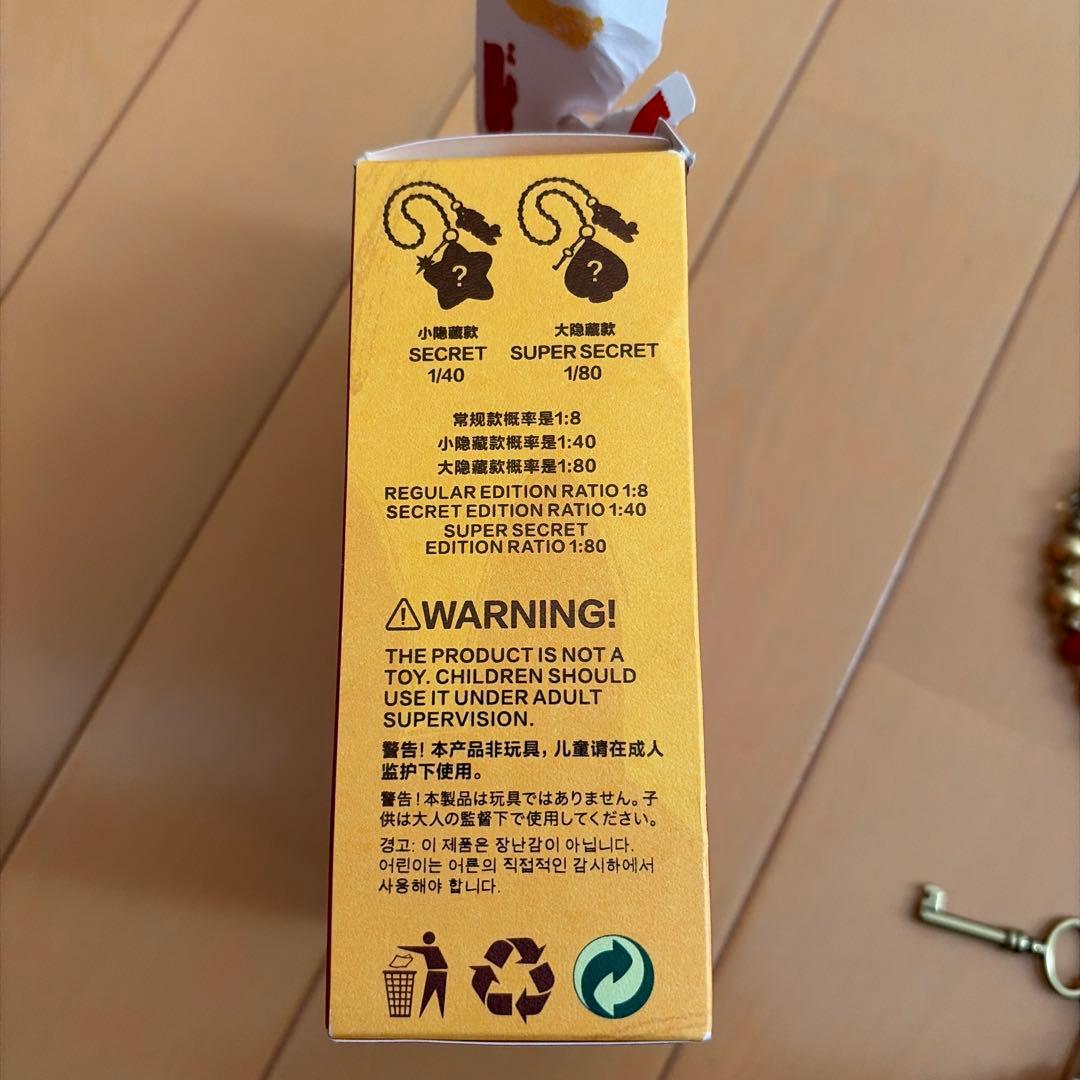 ?
?
小隐藏款
大隐藏款
SECRET
SUPER SECRET
1/40
1/80
常规款概率是1:8
小隐藏款概率是1:40
大隐藏款概率是1:80
REGULAR EDITION RATIO 1:8
SECRET EDITION RATIO 1:40
SUPER SECRET
EDITION RATIO 1:80
⚠WARNING!
THE PRODUCT IS NOT A
TOY. CHILDREN SHOULD
USE IT UNDER ADULT
SUPERVISION.
警告! 本产品非玩具，儿童请在成人
监护下使用。
警告！本製品は玩具ではありません。子
供は大人の監督下で使用してください。
경고: 이 제품은 장난감이 아닙니다.
어린이는 어른의 직접적인 감시하에서
사용해야 합니다.